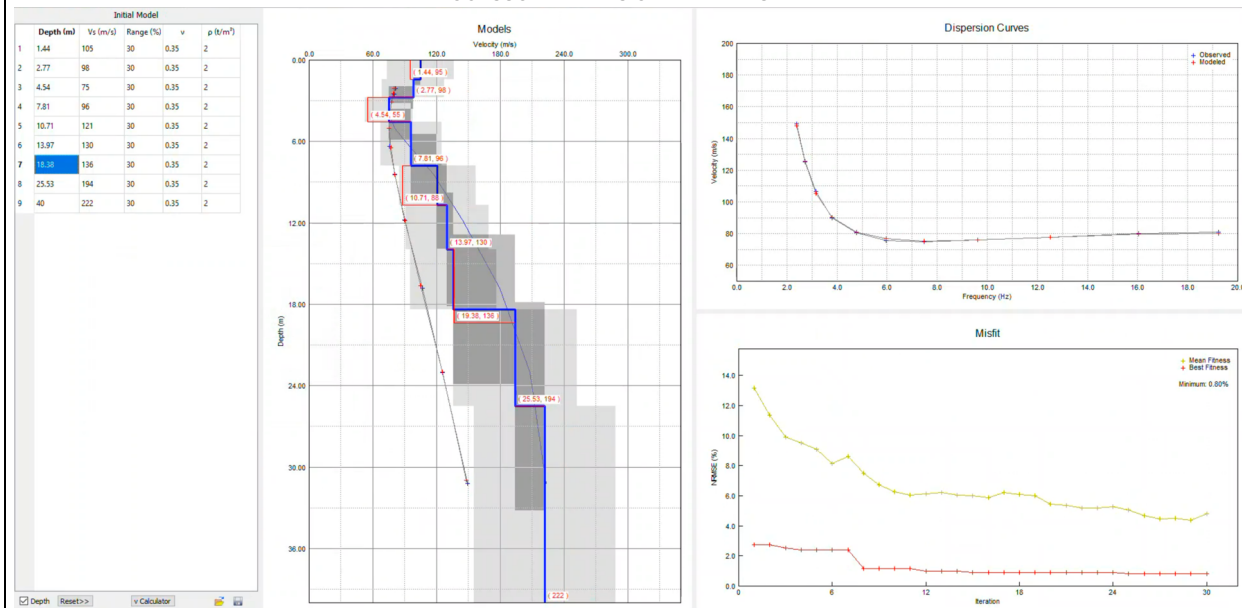 Initial Model
Depth (m) Vs (m/s) Range (%) ν ρ (t/m³)
1 1.44 105 30 0.35 2
2 2.77 98 30 0.35 2
3 4.54 75 30 0.35 2
4 7.81 96 30 0.35 2
5 10.71 121 30 0.35 2
6 13.97 130 30 0.35 2
7 18.38 136 30 0.35 2
8 25.53 194 30 0.35 2
9 40 222 30 0.35 2
Depth Reset>> v Calculator
Models
Velocity (m/s)
0.0 60.0 120.0 180.0 240.0 300.0
0.00
6.00
12.00
18.00
24.00
30.00
36.00
Depth (m)
( 1.44, 95 )
( 2.77, 98 )
( 4.54, 55 )
( 7.81, 96 )
( 10.71, 88 )
( 13.97, 130 )
( 19.38, 136 )
( 25.53, 194 )
( 222 )
Dispersion Curves
Observed
Modeled
200
180
160
140
120
100
80
60
Velocity (m/s)
0.0 2.0 4.0 6.0 8.0 10.0 12.0 14.0 16.0 18.0 20.0
Frequency (Hz)
Misfit
Mean Fitness
Best Fitness
Minimum: 0.80%
14.0
12.0
10.0
8.0
6.0
4.0
2.0
0.0
NRMSE (%)
6 12 18 24 30
Iteration